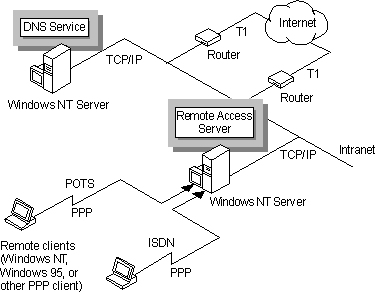 DNS Service
Internet
T1
Router
TCP/IP
T1
Router
Windows NT Server
Remote Access
Server
TCP/IP
Intranet
POTS
PPP
Windows NT Server
Remote clients
(Windows NT,
Windows 95, or
other PPP client)
ISDN
PPP